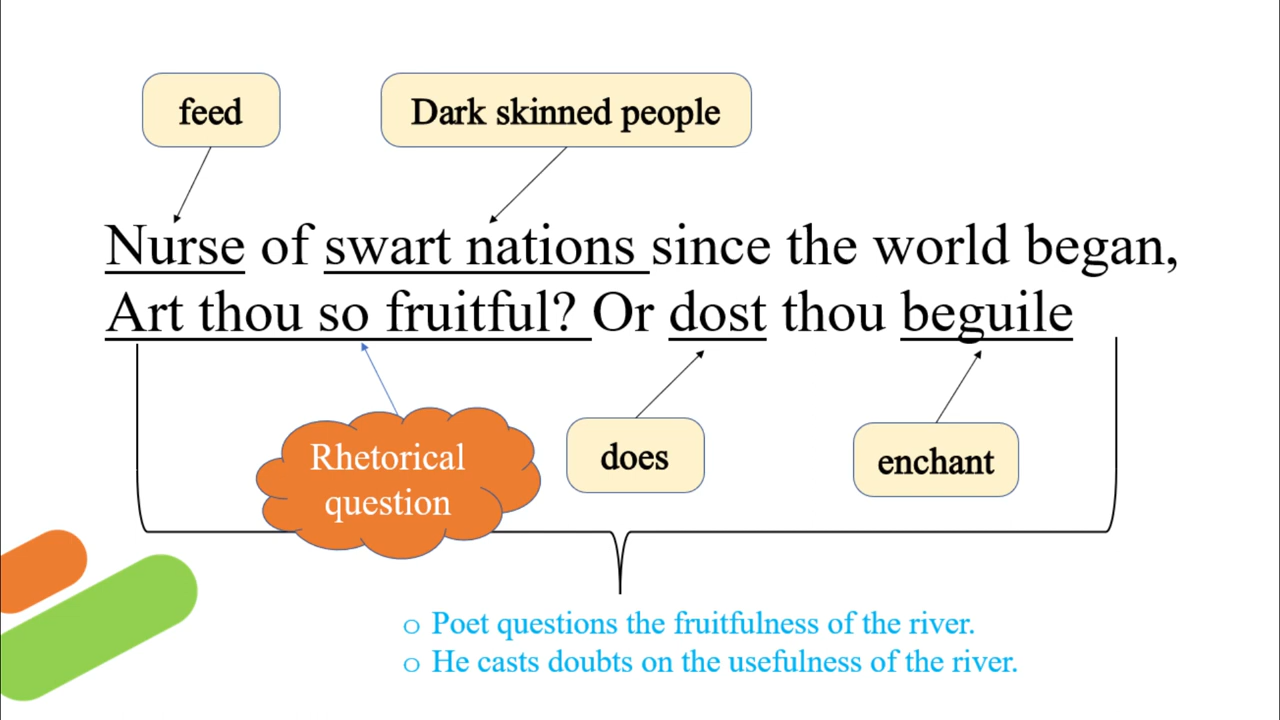 feed
Dark skinned people
Nurse of swart nations since the world began,
Art thou so fruitful? Or dost thou beguile
Rhetorical
question
does
enchant
o Poet questions the fruitfulness of the river.
o He casts doubts on the usefulness of the river.